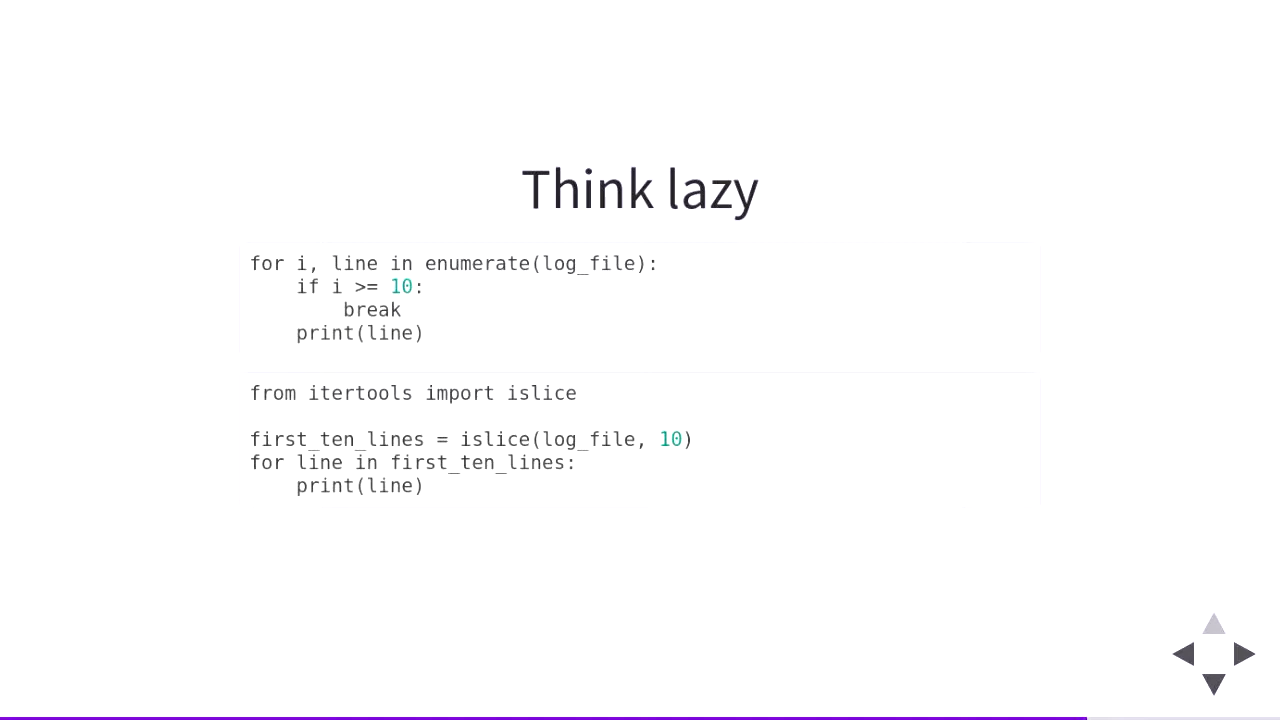 Think lazy
for i, line in enumerate(log_file):
    if i >= 10:
        break
    print(line)
from itertools import islice

first_ten_lines = islice(log_file, 10)
for line in first_ten_lines:
    print(line)